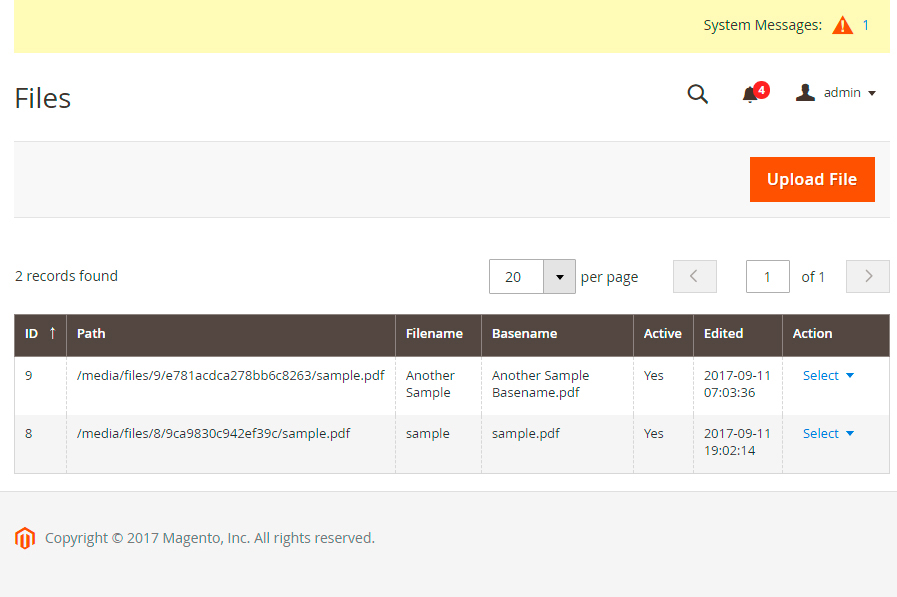 System Messages: 1
Files
4
admin
Upload File
2 records found
20 per page
1 of 1
ID ↑ Path Filename Basename Active Edited Action
9 /media/files/9/e781acdca278bb6c8263/sample.pdf Another Another Sample Yes 2017-09-11 Select
Sample Basename.pdf 07:03:36
8 /media/files/8/9ca9830c942ef39c/sample.pdf sample sample.pdf Yes 2017-09-11 Select
19:02:14
Copyright © 2017 Magento, Inc. All rights reserved.